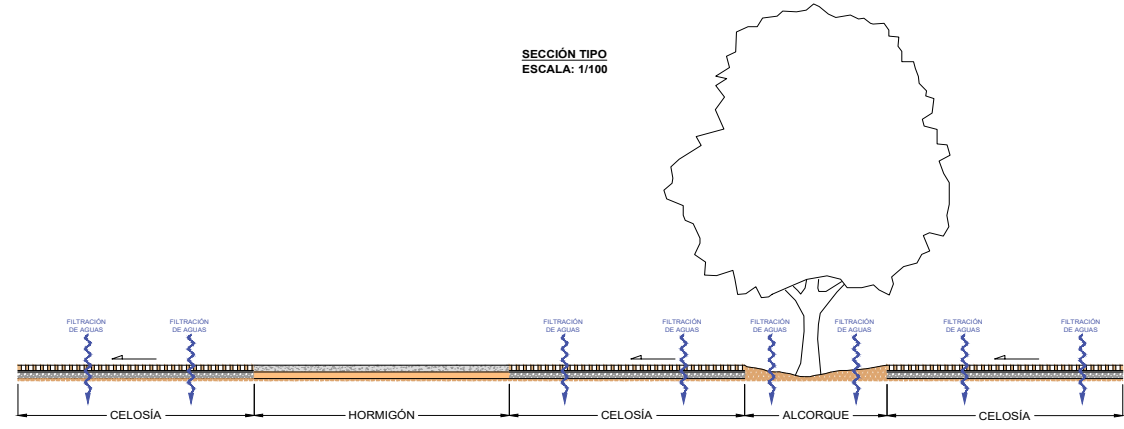 SECCIÓN TIPO
ESCALA: 1/100
FILTRACIÓN
DE AGUAS
FILTRACIÓN
DE AGUAS
FILTRACIÓN
DE AGUAS
FILTRACIÓN
DE AGUAS
FILTRACIÓN
DE AGUAS
FILTRACIÓN
DE AGUAS
FILTRACIÓN
DE AGUAS
FILTRACIÓN
DE AGUAS
CELOSÍA
HORMIGÓN
CELOSÍA
ALCORQUE
CELOSÍA